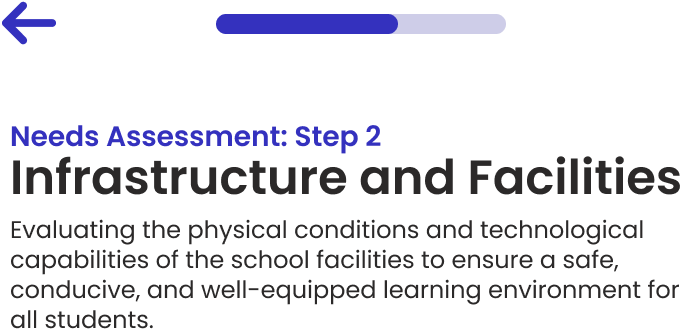 Needs Assessment: Step 2
Infrastructure and Facilities
Evaluating the physical conditions and technological
capabilities of the school facilities to ensure a safe,
conducive, and well-equipped learning environment for
all students.